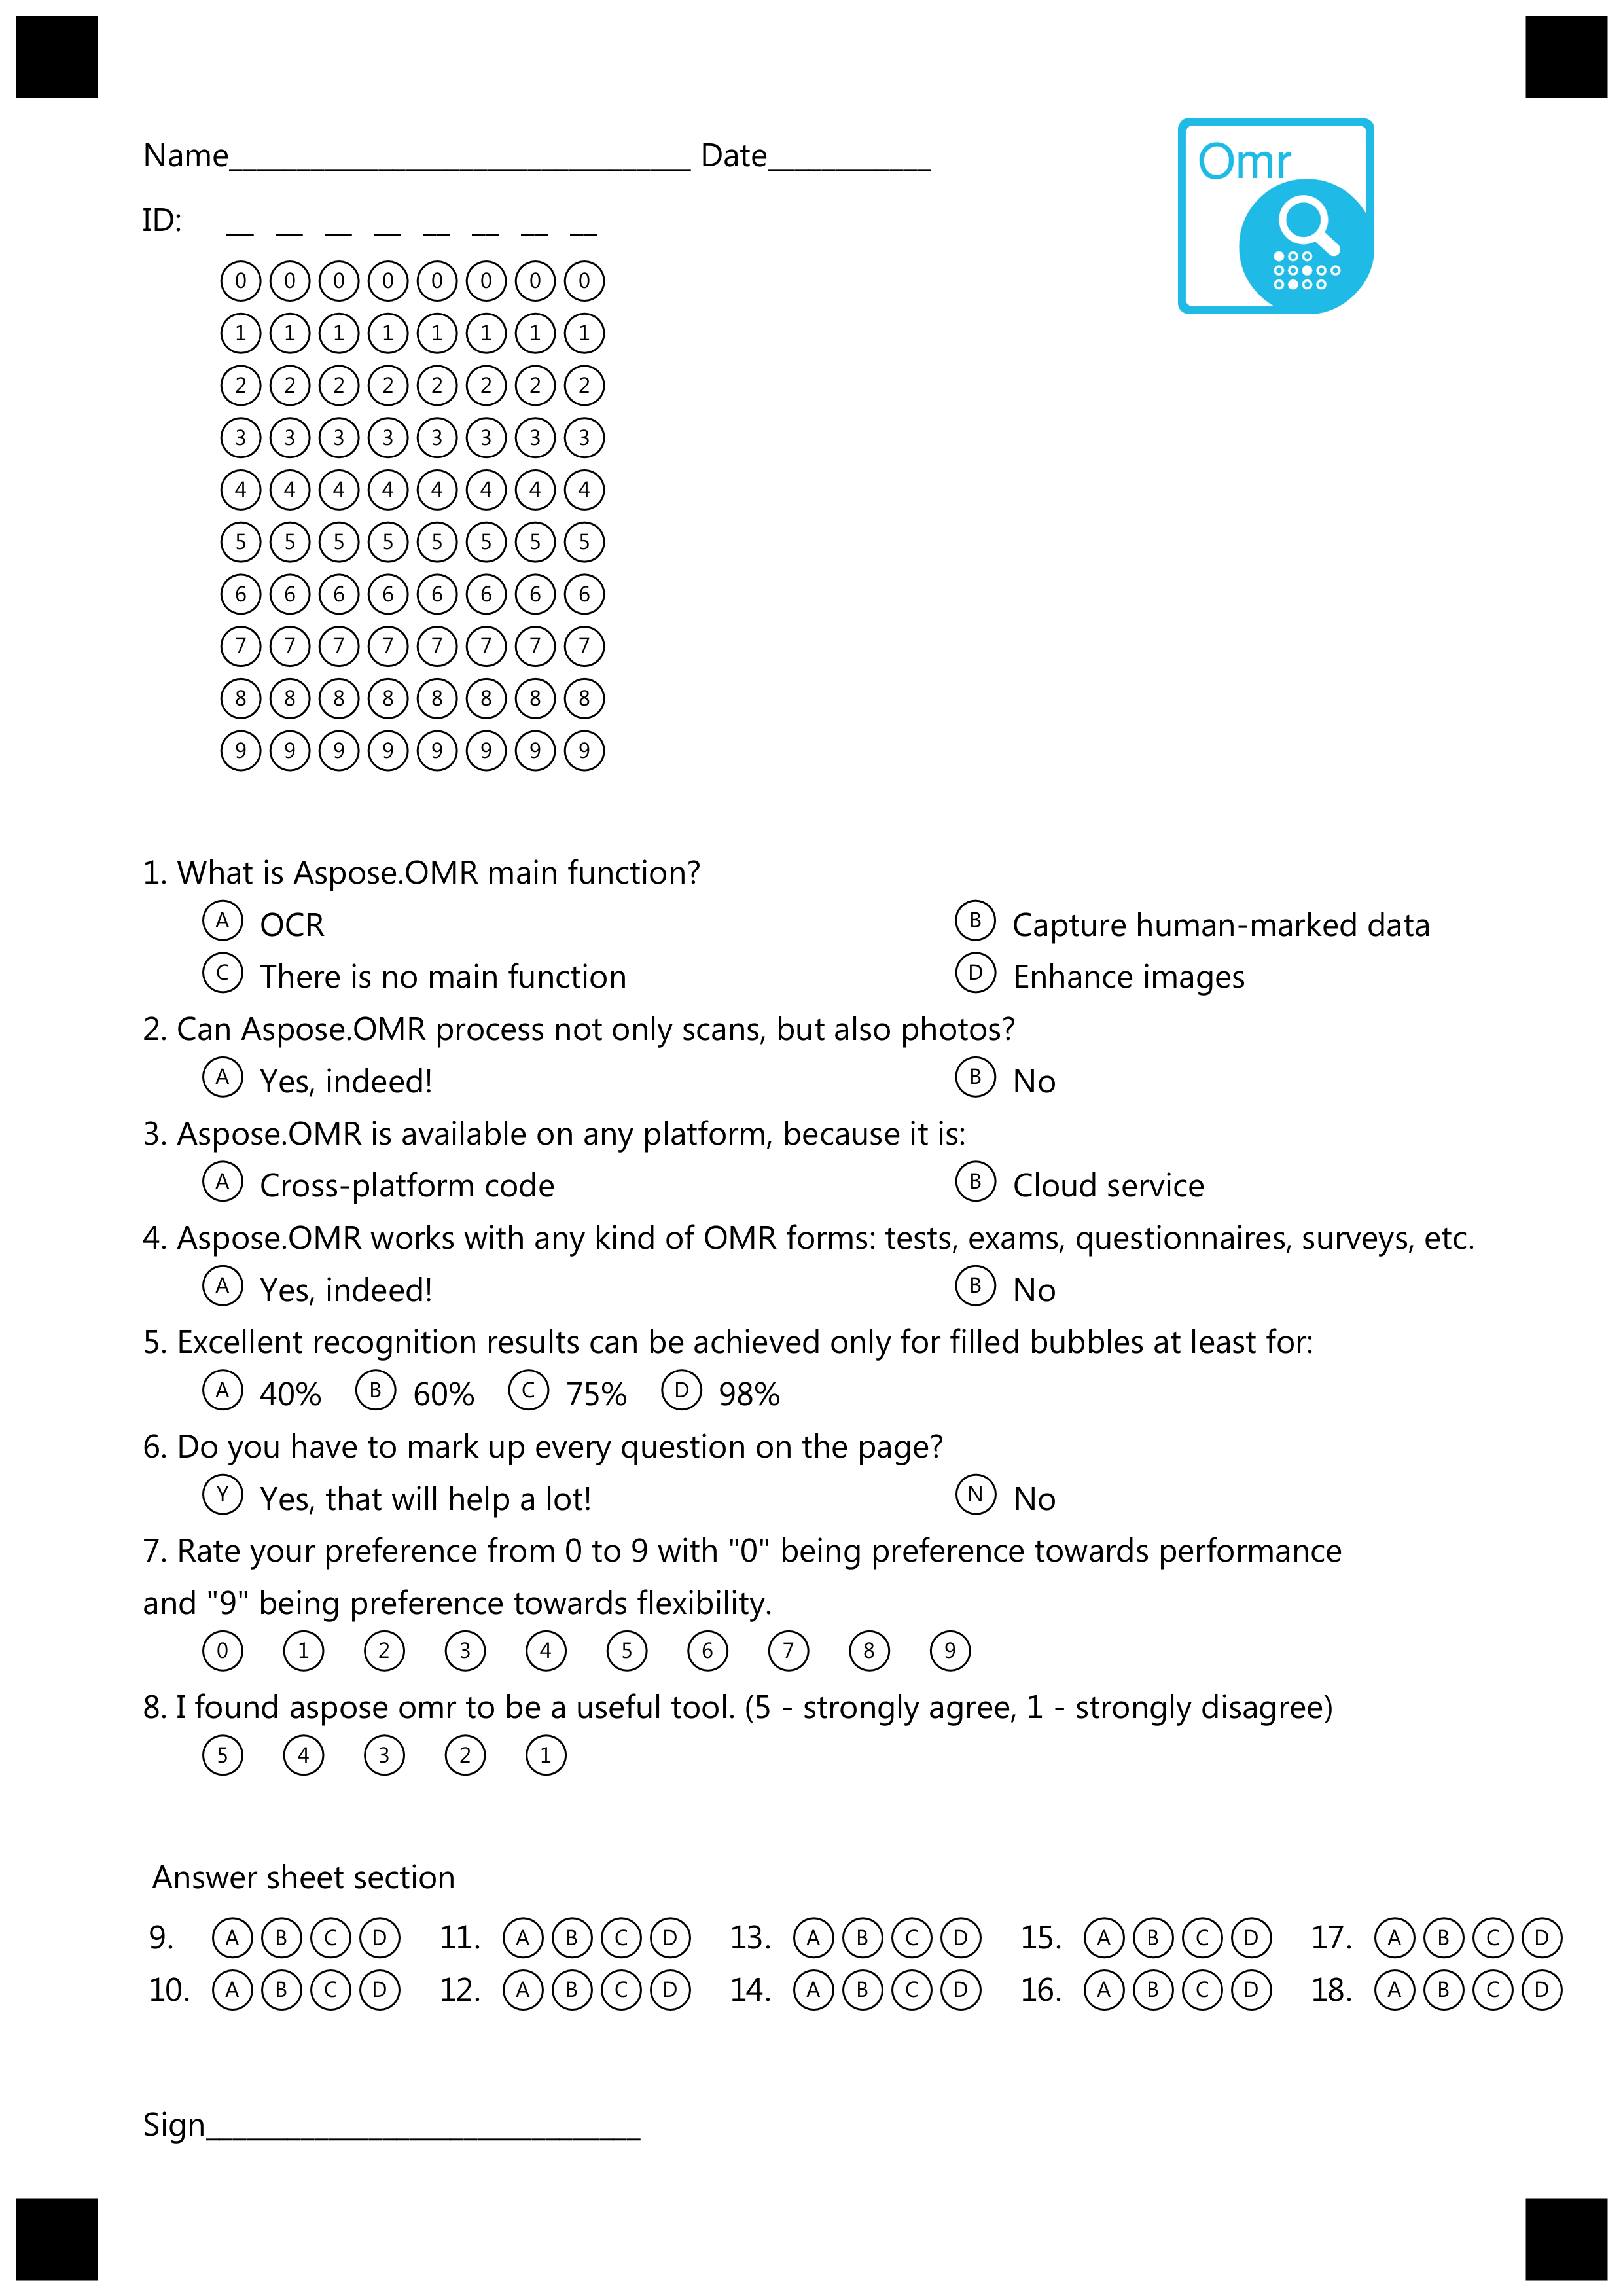 Name__________________________________ Date____________
Omr
ID: __ __ __ __ __ __ __ __
0 0 0 0 0 0 0 0
1 1 1 1 1 1 1 1
2 2 2 2 2 2 2 2
3 3 3 3 3 3 3 3
4 4 4 4 4 4 4 4
5 5 5 5 5 5 5 5
6 6 6 6 6 6 6 6
7 7 7 7 7 7 7 7
8 8 8 8 8 8 8 8
9 9 9 9 9 9 9 9
1. What is Aspose.OMR main function?
A OCR B Capture human-marked data
C There is no main function D Enhance images
2. Can Aspose.OMR process not only scans, but also photos?
A Yes, indeed! B No
3. Aspose.OMR is available on any platform, because it is:
A Cross-platform code B Cloud service
4. Aspose.OMR works with any kind of OMR forms: tests, exams, questionnaires, surveys, etc.
A Yes, indeed! B No
5. Excellent recognition results can be achieved only for filled bubbles at least for:
A 40% B 60% C 75% D 98%
6. Do you have to mark up every question on the page?
Y Yes, that will help a lot! N No
7. Rate your preference from 0 to 9 with "0" being preference towards performance
and "9" being preference towards flexibility.
0 1 2 3 4 5 6 7 8 9
8. I found aspose omr to be a useful tool. (5 - strongly agree, 1 - strongly disagree)
5 4 3 2 1
Answer sheet section
9. A B C D 11. A B C D 13. A B C D 15. A B C D 17. A B C D
10. A B C D 12. A B C D 14. A B C D 16. A B C D 18. A B C D
Sign________________________________